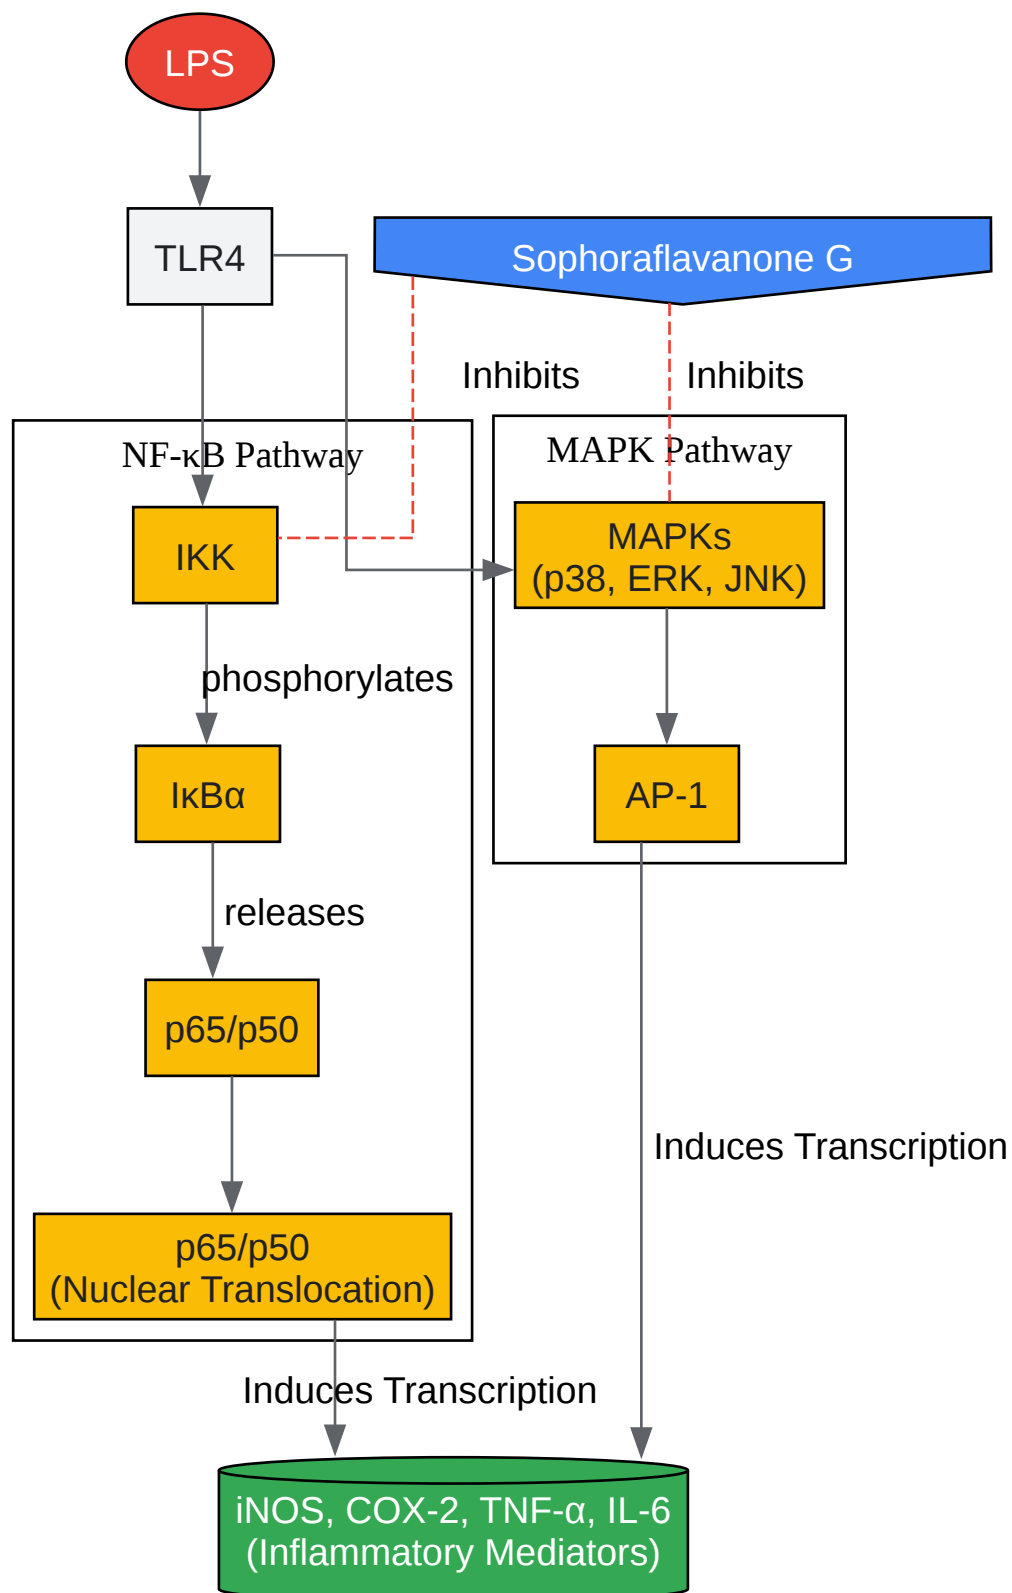 LPS
TLR4
Sophoraflavanone G
Inhibits
Inhibits
NF-κB Pathway
MAPK Pathway
IKK
MAPKs
(p38, ERK, JNK)
phosphorylates
IκBα
AP-1
releases
p65/p50
Induces Transcription
p65/p50
(Nuclear Translocation)
Induces Transcription
iNOS, COX-2, TNF-α, IL-6
(Inflammatory Mediators)